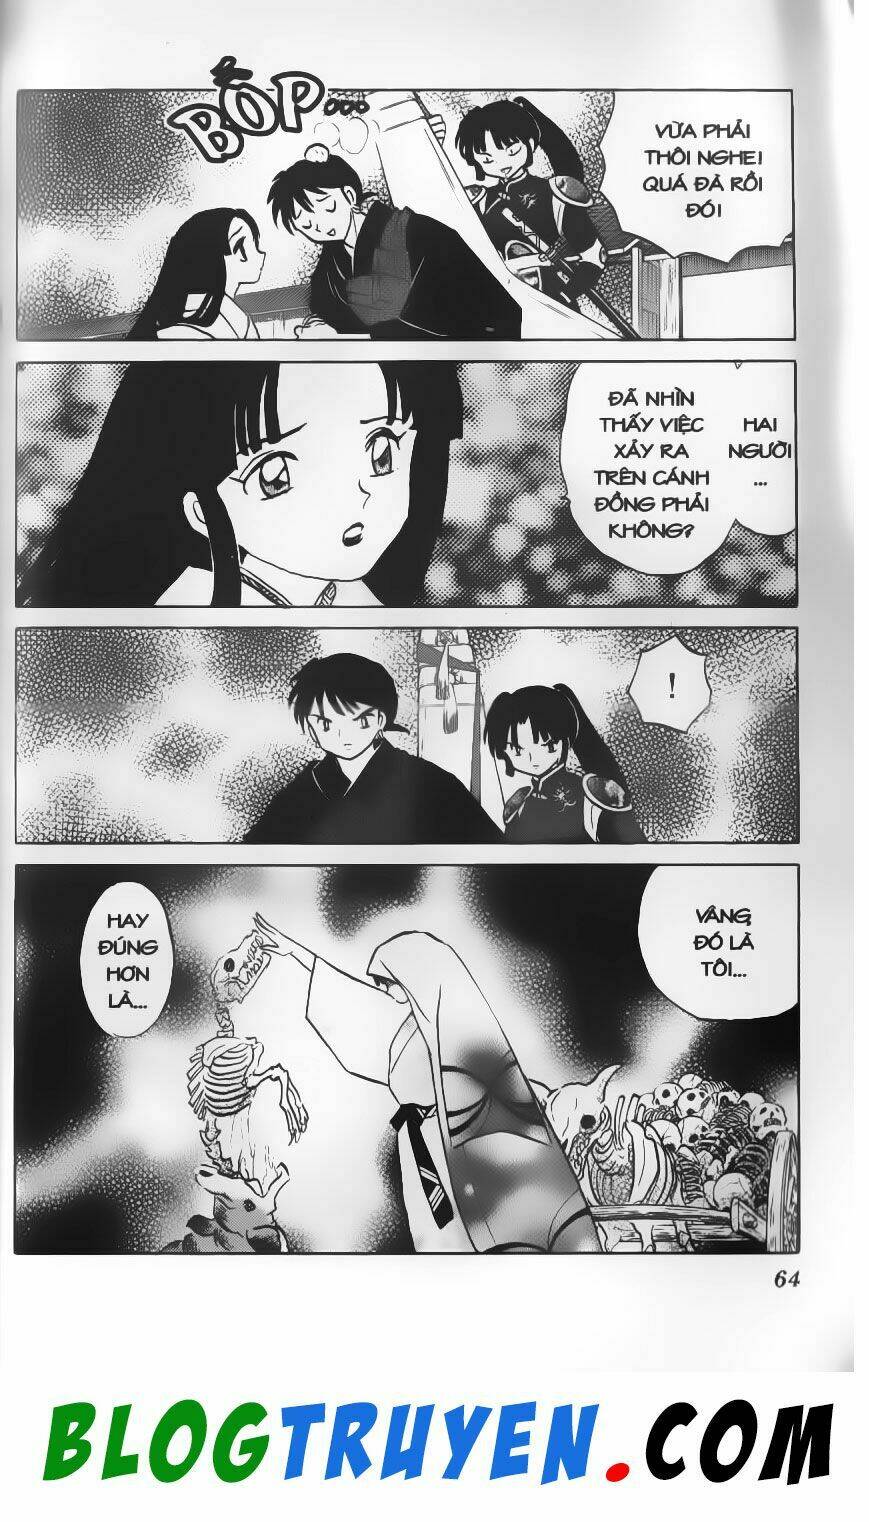 BỐP...
VỪA PHẢI
THÔI NGHE!
QUÁ ĐÀ RỒI
ĐÓ!
HAI
NGƯỜI
...
ĐÃ NHÌN
THẤY VIỆC
XẢY RA
TRÊN CÁNH
ĐỒNG PHẢI
KHÔNG?
!
VÂNG,
ĐÓ LÀ
TÔI...
HAY
ĐÚNG
HƠN
LÀ...
64
BLOGTRUYEN.COM